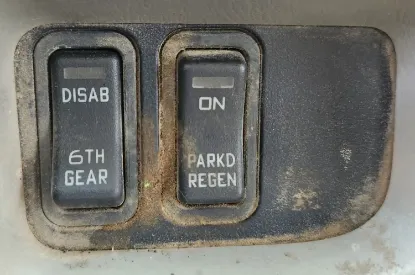 DISAB
6TH
GEAR
ON
PARKD
REGEN